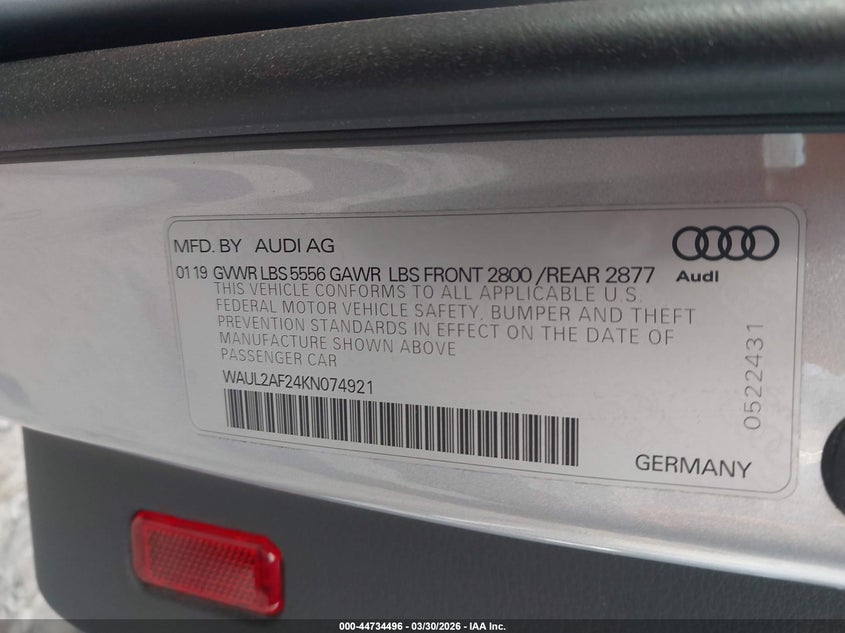 MFD. BY AUDI AG
Audi
01 19 GVWR LBS 5556 GAWR LBS FRONT 2800 / REAR 2877
THIS VEHICLE CONFORMS TO ALL APPLICABLE U.S.
FEDERAL MOTOR VEHICLE SAFETY, BUMPER AND THEFT
PREVENTION STANDARDS IN EFFECT ON THE DATE OF
MANUFACTURE SHOWN ABOVE
PASSENGER CAR
WAUL2AF24KN074921
05222431
GERMANY
000-44734496 — 03/30/2026 — IAA Inc.